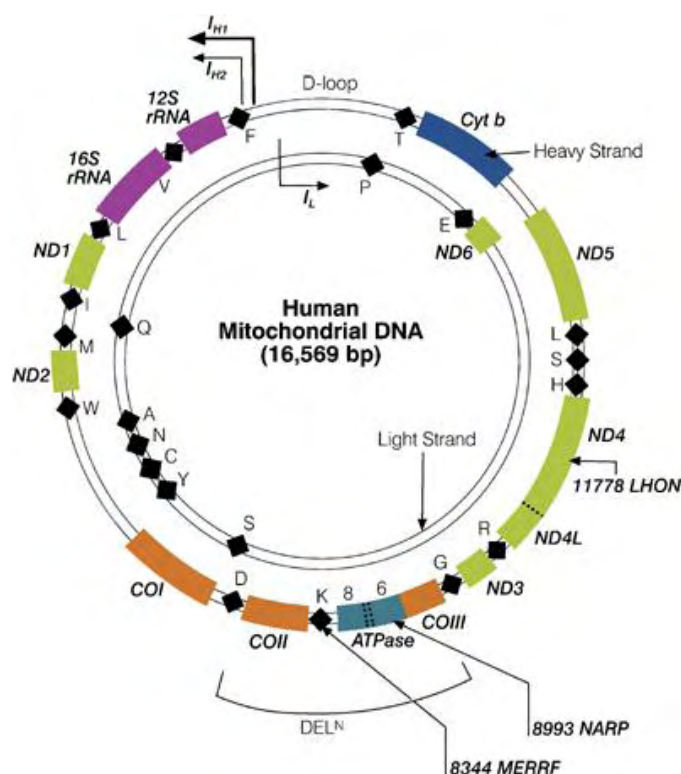 I_H1
I_H2
D-loop
12S
rRNA
F
T
Cyt b
16S
rRNA
V
I_L
P
Heavy Strand
L
E
ND6
ND5
ND1
I
Human
Mitochondrial DNA
(16,569 bp)
Q
M
L
S
H
ND2
W
A
N
C
Y
Light Strand
ND4
11778 LHON
S
R
ND4L
COI
D
K
8
6
G
ND3
COII
ATPase
COIII
DELᴺ
8993 NARP
8344 MERRF